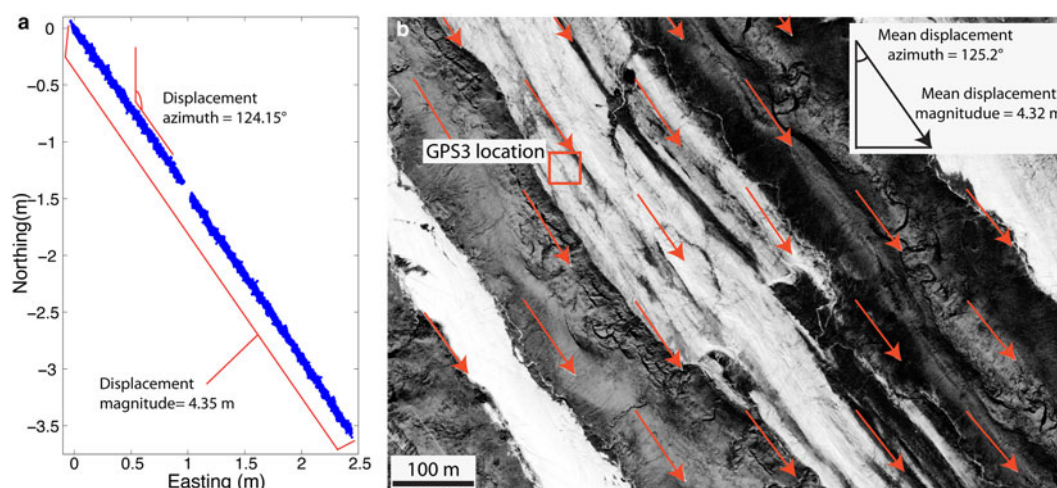 a
0
−0.5
−1
−1.5
−2
−2.5
−3
−3.5
Northing(m)
0
0.5
1
1.5
2
2.5
Easting (m)
Displacement
azimuth = 124.15°
Displacement
magnitude= 4.35 m
b
GPS3 location
100 m
Mean displacement
azimuth = 125.2°
Mean displacement
magnitudue= 4.32 m